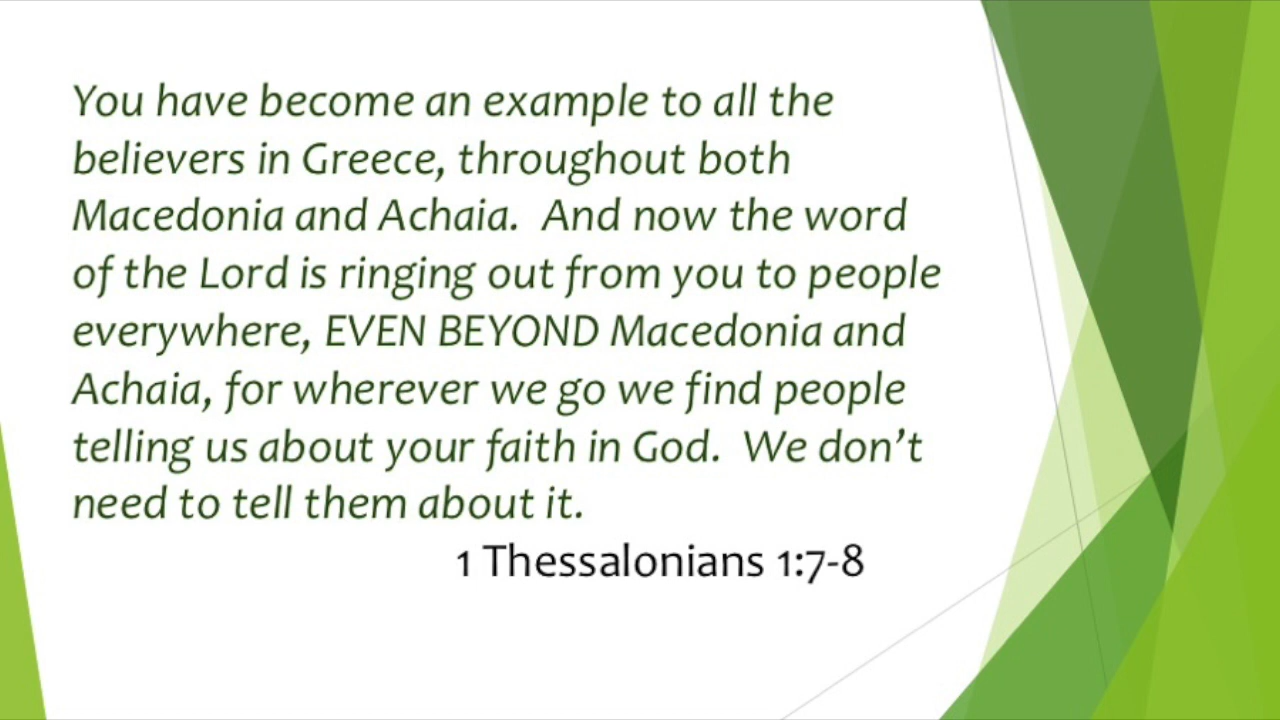 You have become an example to all the
believers in Greece, throughout both
Macedonia and Achaia.  And now the word
of the Lord is ringing out from you to people
everywhere, EVEN BEYOND Macedonia and
Achaia, for wherever we go we find people
telling us about your faith in God.  We don’t
need to tell them about it.
1 Thessalonians 1:7-8